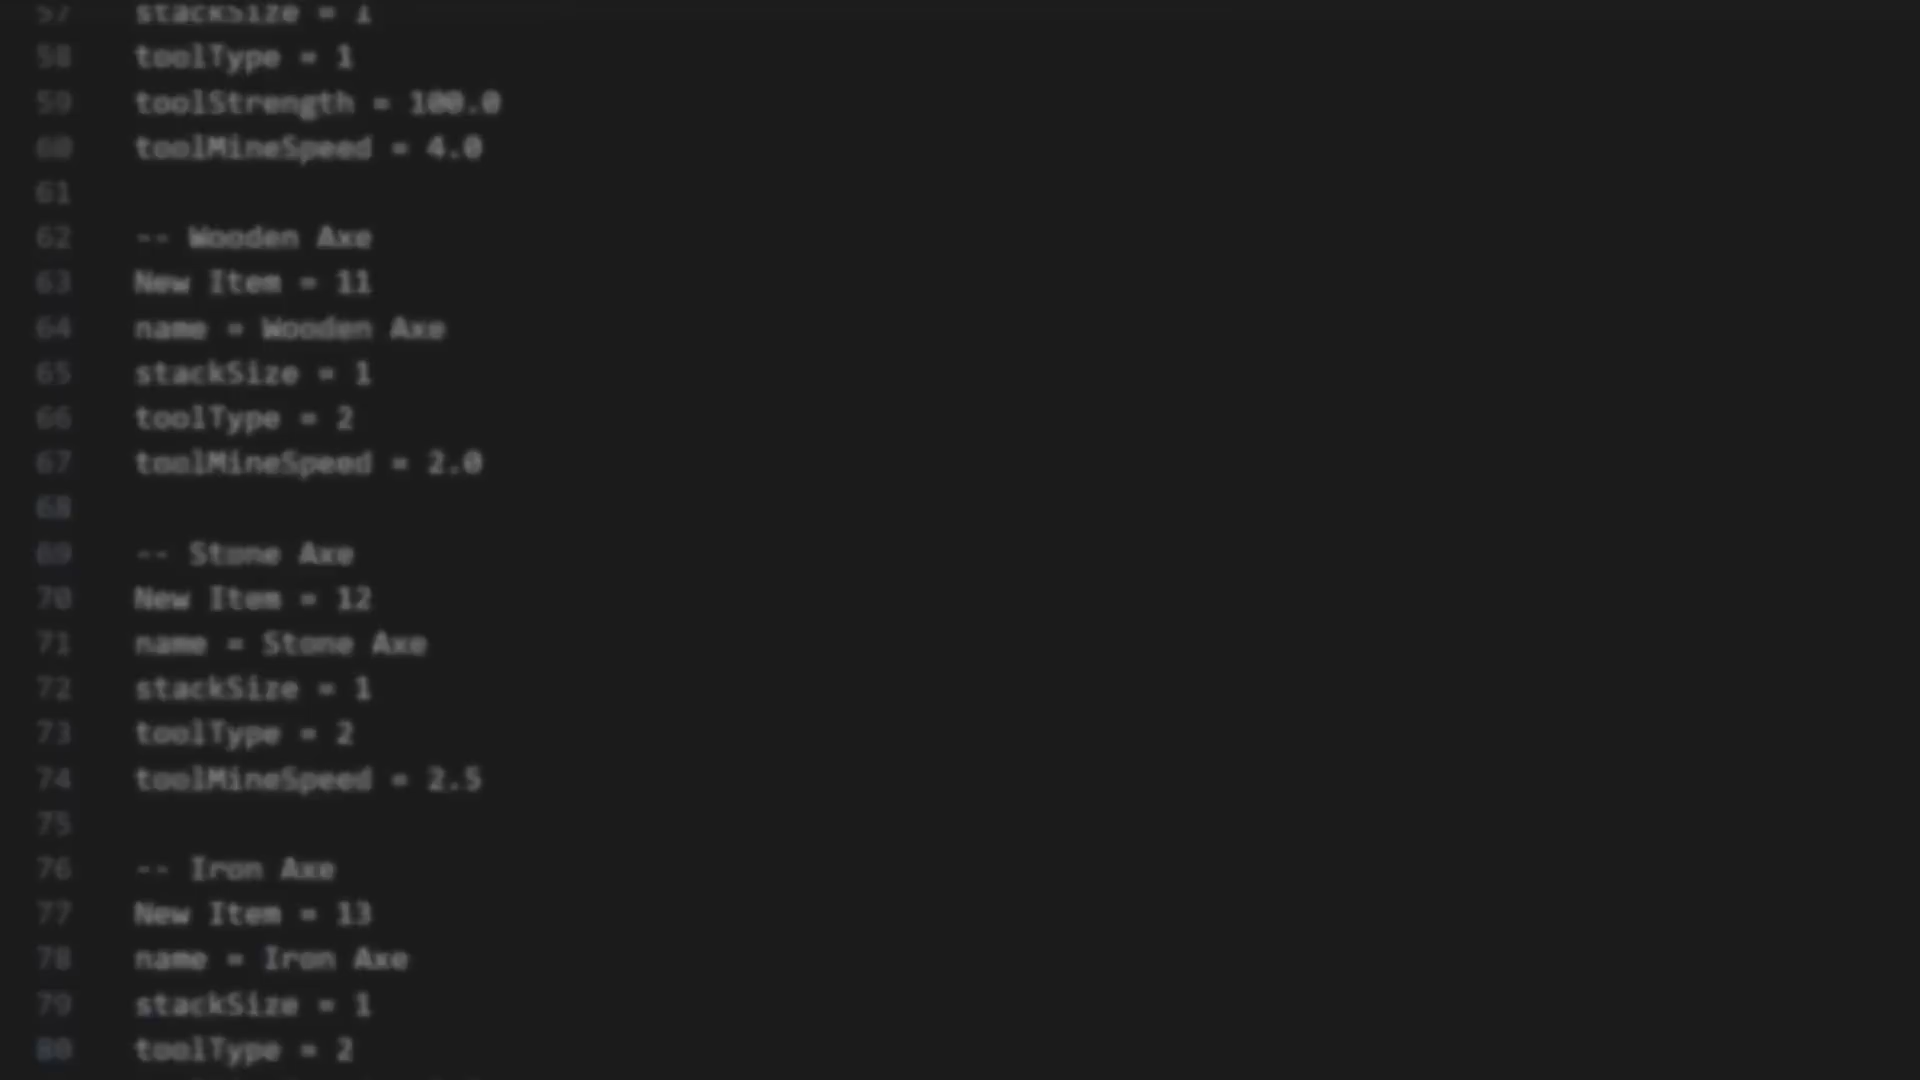 57 stackSize = 1
58 toolType = 1
59 toolStrength = 100.0
60 toolMineSpeed = 4.0
61
62 -- Wooden Axe
63 New Item = 11
64 name = Wooden Axe
65 stackSize = 1
66 toolType = 2
67 toolMineSpeed = 2.0
68
69 -- Stone Axe
70 New Item = 12
71 name = Stone Axe
72 stackSize = 1
73 toolType = 2
74 toolMineSpeed = 2.5
75
76 -- Iron Axe
77 New Item = 13
78 name = Iron Axe
79 stackSize = 1
80 toolType = 2